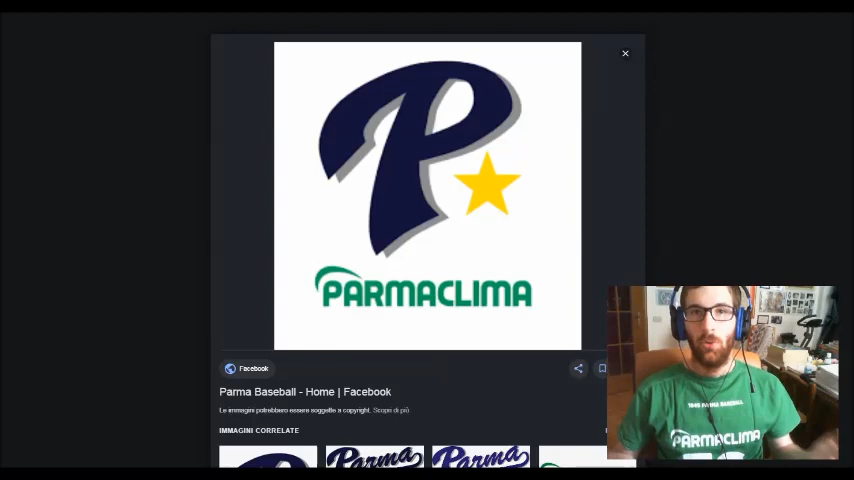 P
PARMACLIMA
Facebook
Parma Baseball - Home | Facebook
Le immagini potrebbero essere soggette a copyright. Scopri di più
IMMAGINI CORRELATE
Parma
Parma
1949 PARMA BASEBALL
PARMACLIMA